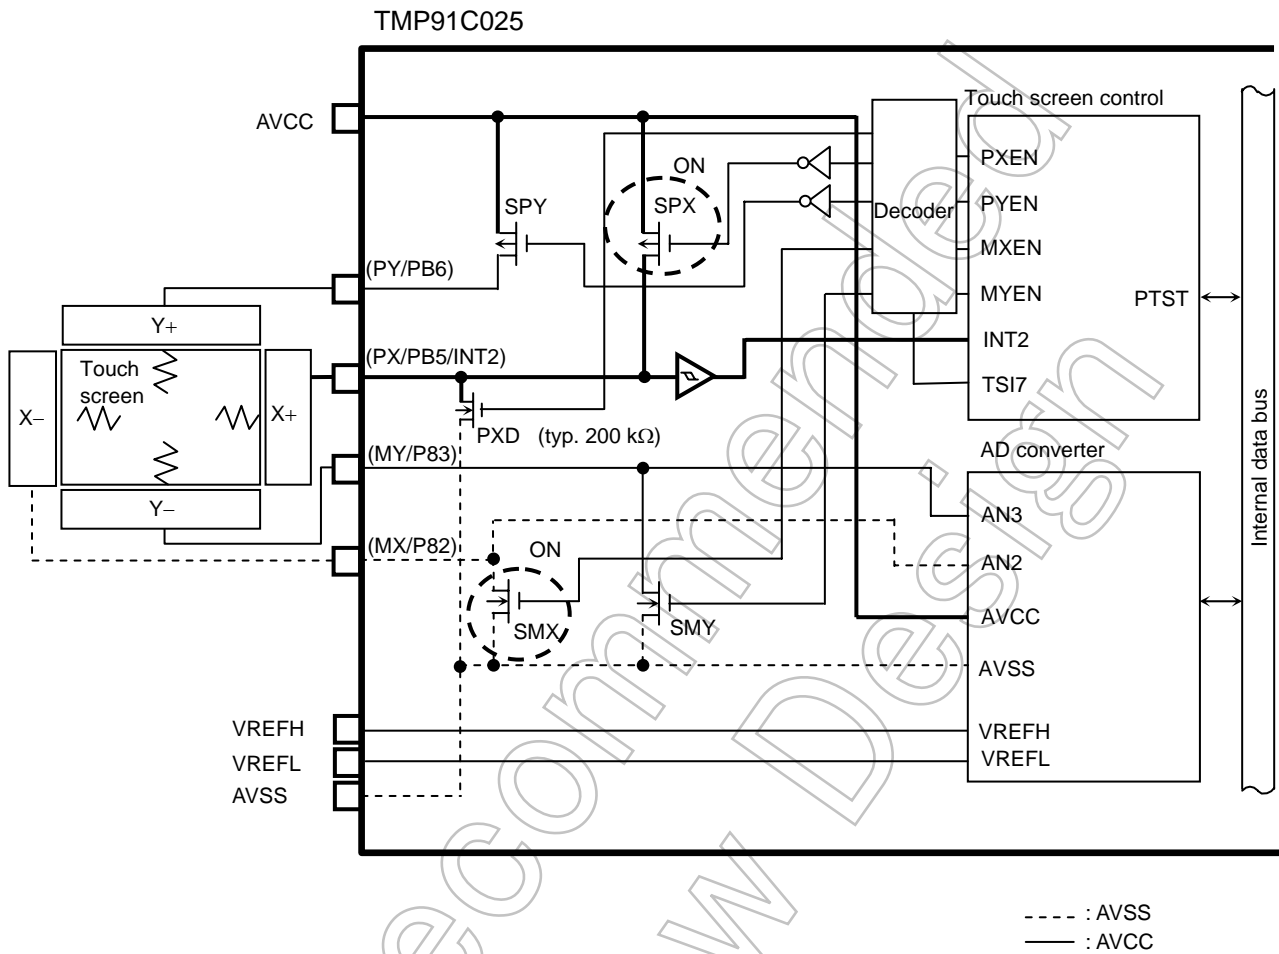 TMP91C025
AVCC
Touch screen control
ON
PXEN
SPY
SPX
Decoder
PYEN
MXEN
(PY/PB6)
MYEN
PTST
Y+
INT2
(PX/PB5/INT2)
Touch
screen
TSI7
X−
X+
PXD (typ. 200 kΩ)
(MY/P83)
AD converter
Y−
AN3
(MX/P82)
ON
AN2
Internal data bus
SMX
SMY
AVCC
AVSS
VREFH
VREFH
VREFL
VREFL
AVSS
: AVSS
: AVCC
ecommended
w Design